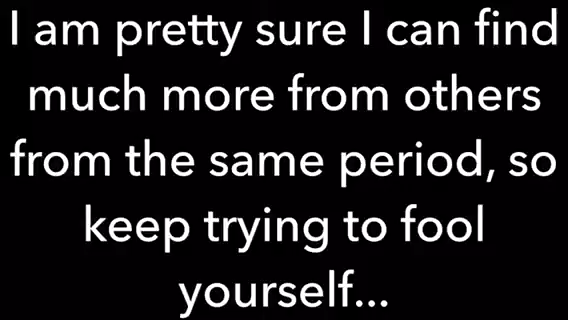 I am pretty sure I can find
much more from others
from the same period, so
keep trying to fool
yourself...